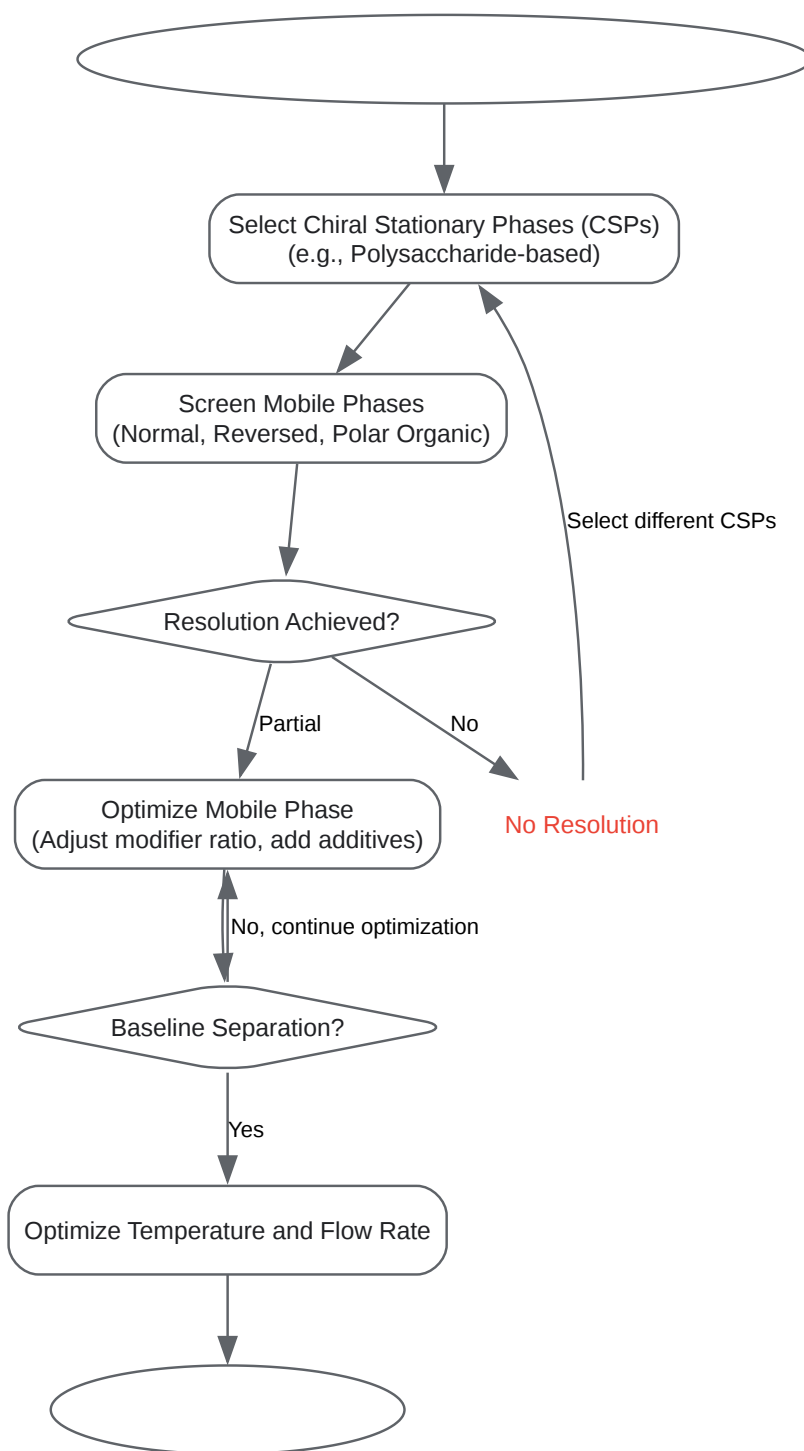 Select Chiral Stationary Phases (CSPs)
(e.g., Polysaccharide-based)
Screen Mobile Phases
(Normal, Reversed, Polar Organic)
Select different CSPs
Resolution Achieved?
Partial
No
Optimize Mobile Phase
(Adjust modifier ratio, add additives)
No Resolution
No, continue optimization
Baseline Separation?
Yes
Optimize Temperature and Flow Rate